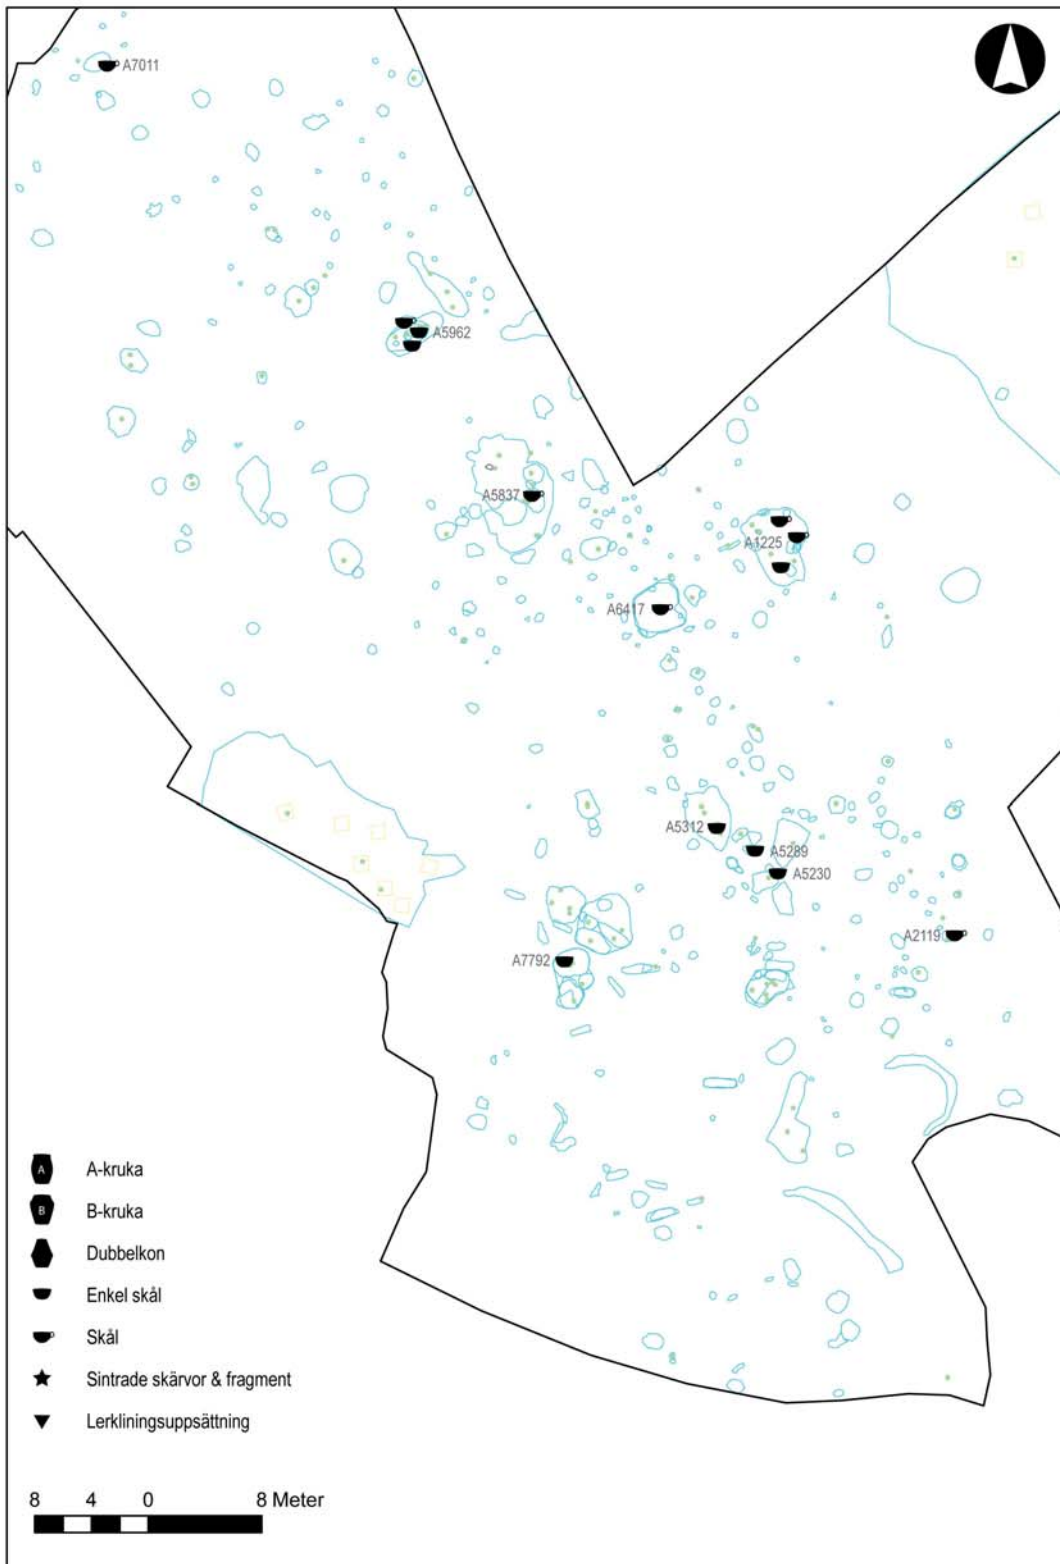 A7011
A5962
A5837
A1225
A6417
A5312
A5289
A5230
A2119
A7792
A A-kruka
B B-kruka
Dubbelkon
Enkel skål
Skål
Sintrade skärvor & fragment
Lerkliningsuppsättning
8 4 0 8 Meter